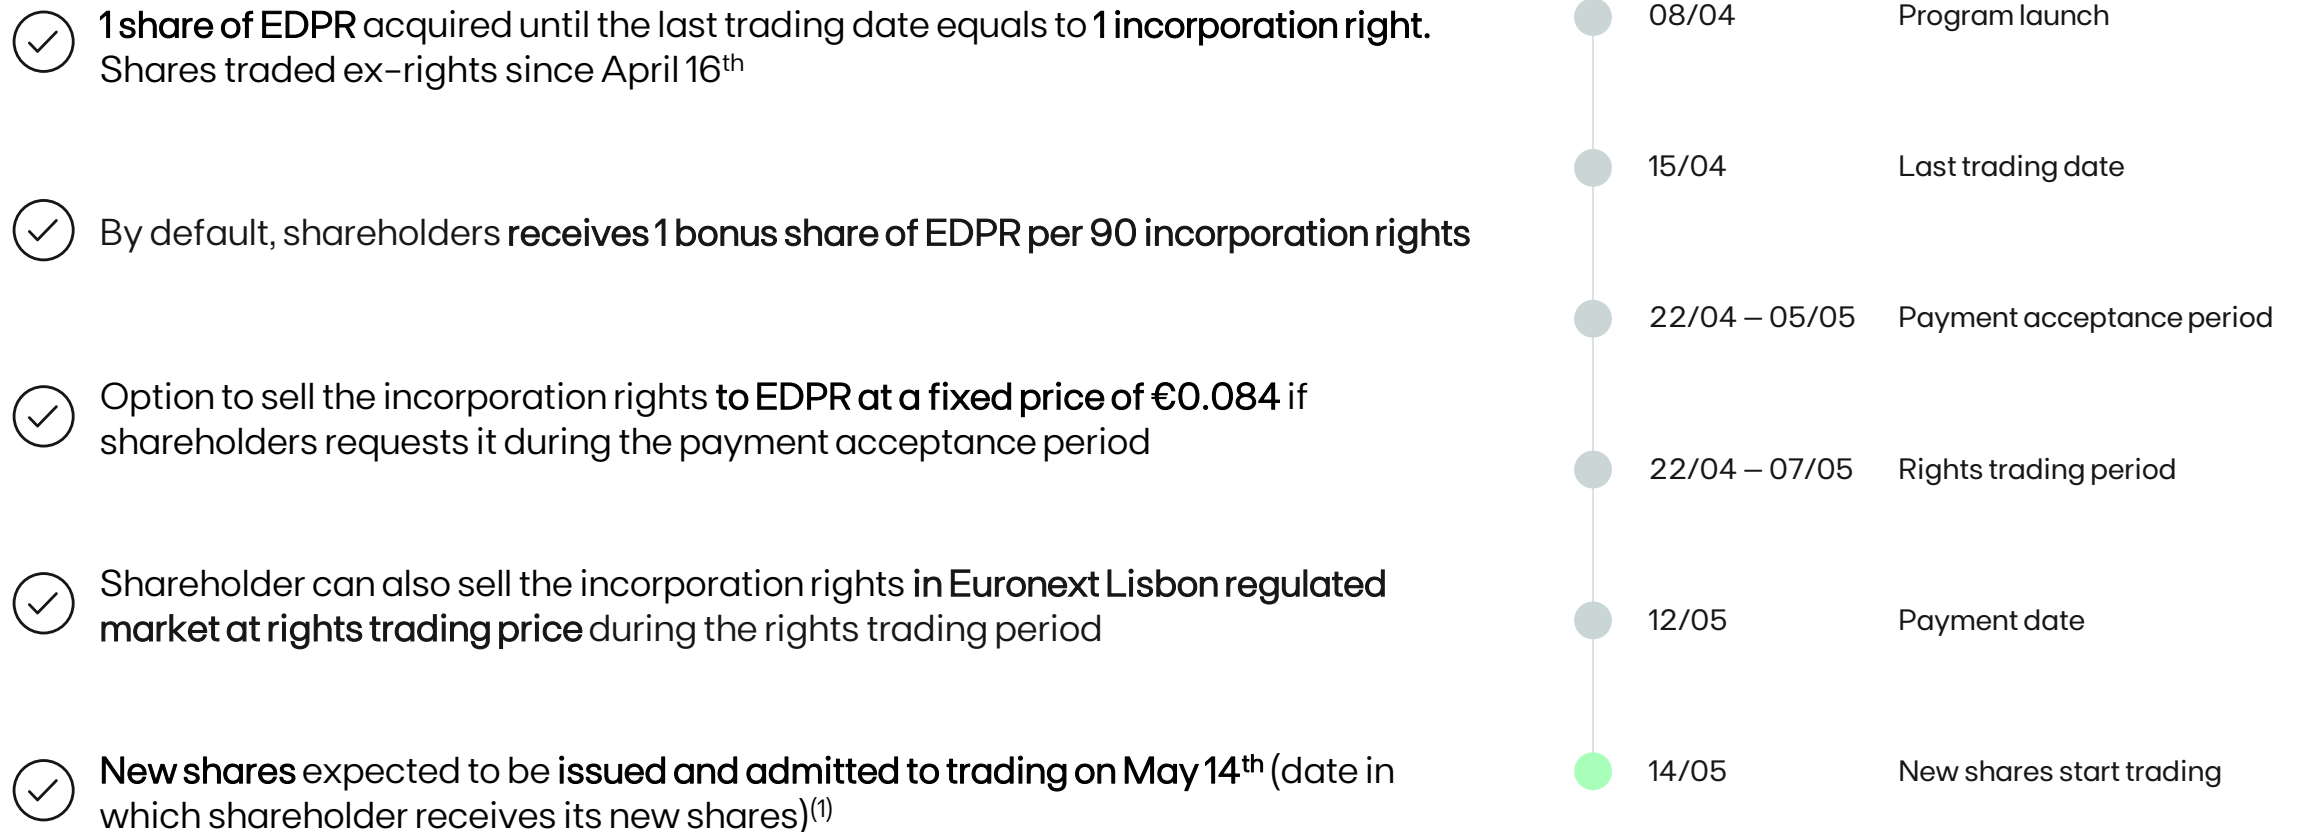 1 share of EDPR acquired until the last trading date equals to 1 incorporation right.
Shares traded ex-rights since April 16th
By default, shareholders receives 1 bonus share of EDPR per 90 incorporation rights
Option to sell the incorporation rights to EDPR at a fixed price of €0.084 if
shareholders requests it during the payment acceptance period
Shareholder can also sell the incorporation rights in Euronext Lisbon regulated
market at rights trading price during the rights trading period
New shares expected to be issued and admitted to trading on May 14th (date in
which shareholder receives its new shares)(1)
08/04 Program launch
15/04 Last trading date
22/04 – 05/05 Payment acceptance period
22/04 – 07/05 Rights trading period
12/05 Payment date
14/05 New shares start trading